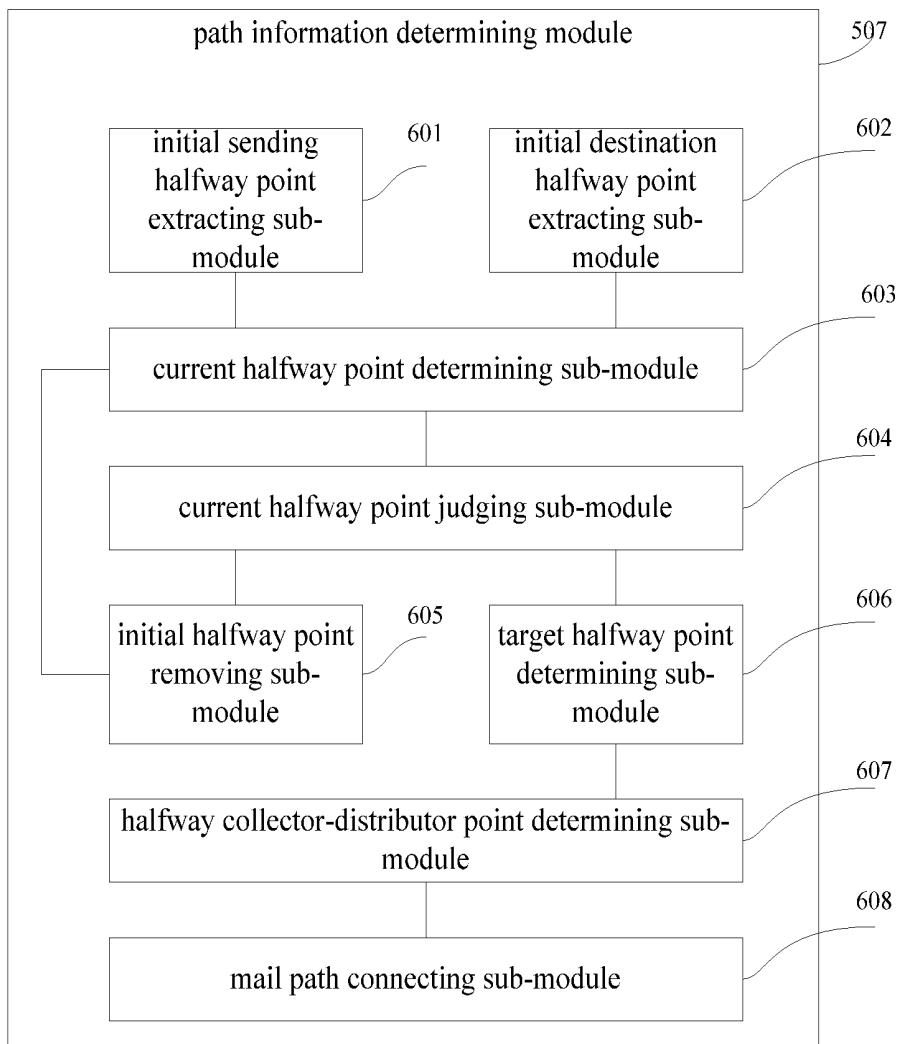 path information determining module
507
initial sending
halfway point
extracting sub-
module
601
initial destination
halfway point
extracting sub-
module
602
603
current halfway point determining sub-module
604
current halfway point judging sub-module
initial halfway point
removing sub-
module
605
target halfway point
determining sub-
module
606
607
halfway collector-distributor point determining sub-
module
608
mail path connecting sub-module